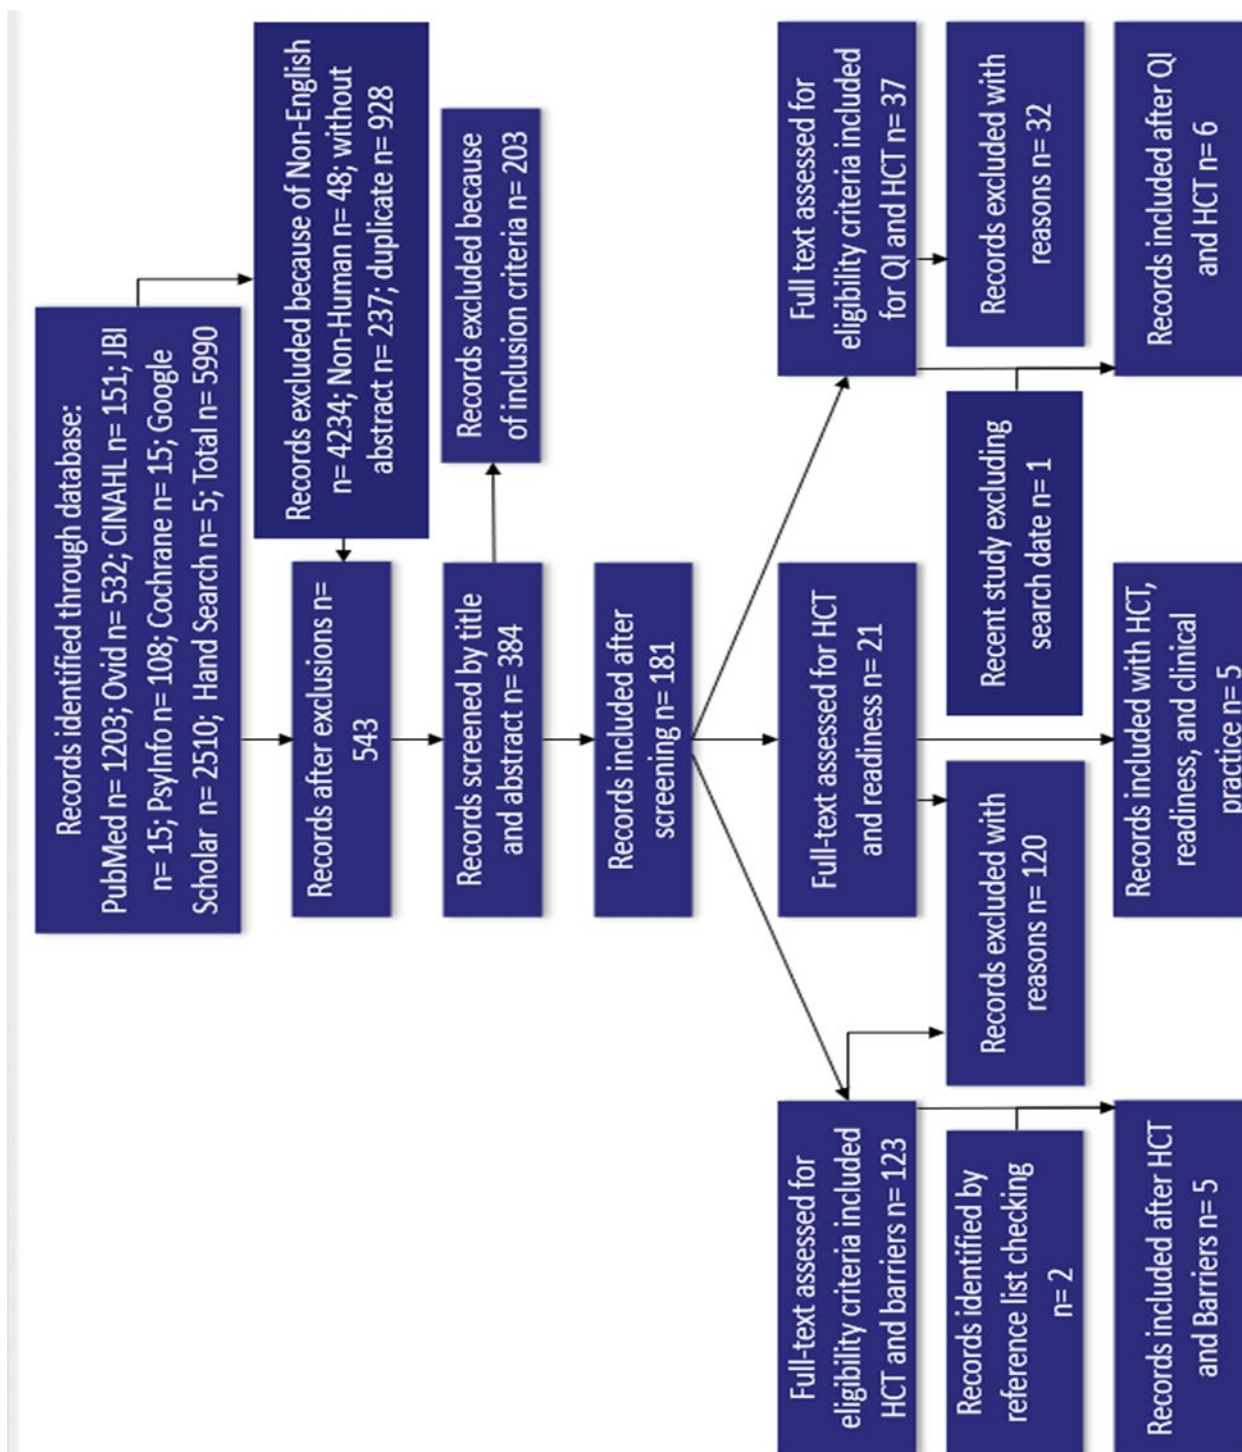 Records identified through database:
PubMed n= 1203; Ovid n= 532; CINAHL n= 151; JBI
n= 15; PsyInfo n= 108; Cochrane n= 15; Google
Scholar n= 2510; Hand Search n= 5; Total n= 5990
Records excluded because of Non-English
n= 4234; Non-Human n= 48; without
abstract n= 237; duplicate n= 928
Records after exclusions n=
543
Records screened by title
and abstract n= 384
Records excluded because
of inclusion criteria n= 203
Records included after
screening n= 181
Full-text assessed for
eligibility criteria included
HCT and barriers n= 123
Full-text assessed for HCT
and readiness n= 21
Full text assessed for
eligibility criteria included
for QI and HCT n= 37
Records identified by
reference list checking
n= 2
Records excluded with
reasons n= 120
Recent study excluding
search date n= 1
Records excluded with
reasons n= 32
Records included after HCT
and Barriers n= 5
Records included with HCT,
readiness, and clinical
practice n= 5
Records included after QI
and HCT n= 6